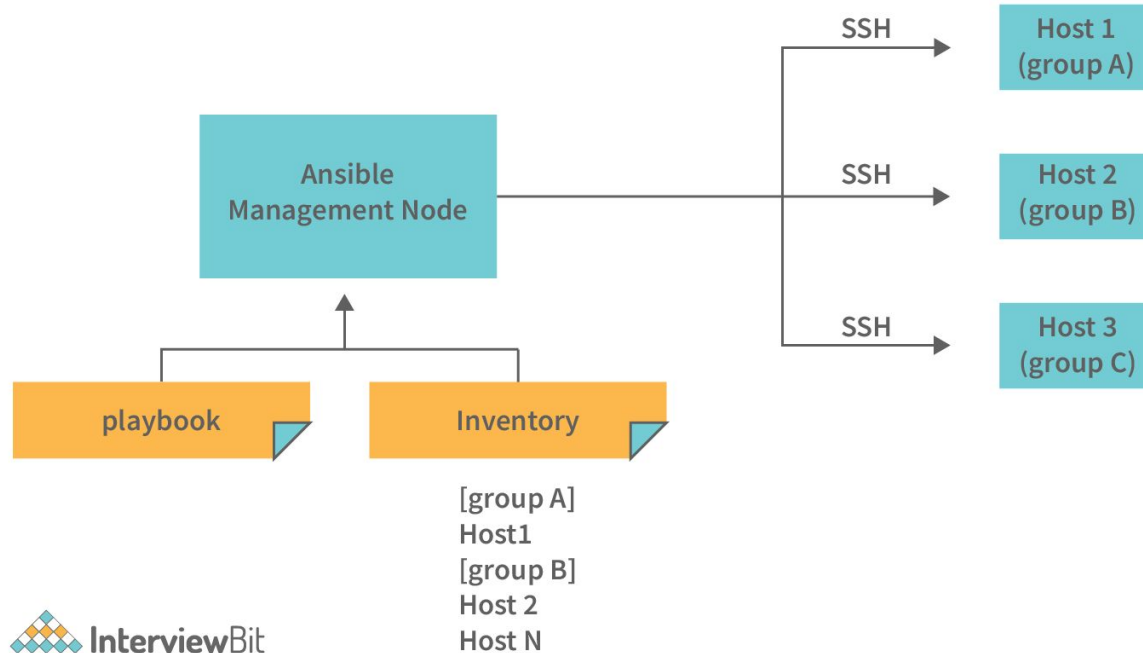 SSH
Host 1
(group A)
Ansible
Management Node
SSH
Host 2
(group B)
SSH
Host 3
(group C)
playbook
Inventory
[group A]
Host1
[group B]
Host 2
Host N
InterviewBit